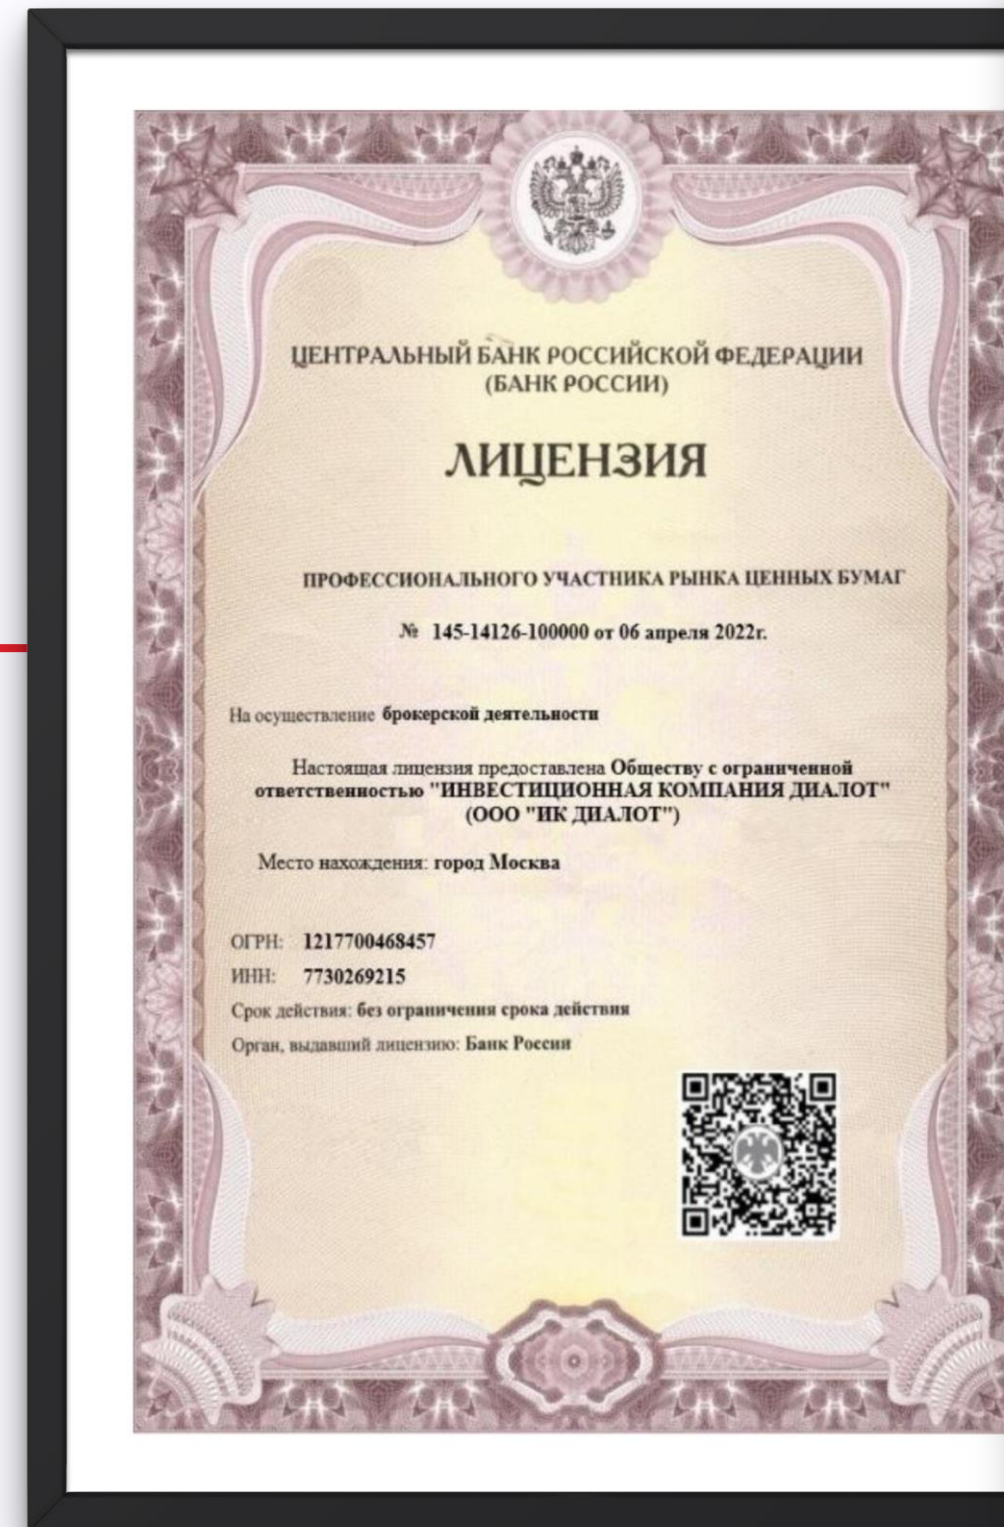 ЦЕНТРАЛЬНЫЙ БАНК РОССИЙСКОЙ ФЕДЕРАЦИИ
(БАНК РОССИИ)
ЛИЦЕНЗИЯ
ПРОФЕССИОНАЛЬНОГО УЧАСТНИКА РЫНКА ЦЕННЫХ БУМАГ
№ 145-14126-100000 от 06 апреля 2022г.
На осуществление брокерской деятельности
Настоящая лицензия предоставлена Обществу с ограниченной
ответственностью "ИНВЕСТИЦИОННАЯ КОМПАНИЯ ДИАЛОТ"
(ООО "ИК ДИАЛОТ")
Место нахождения: город Москва
ОГРН: 1217700468457
ИНН: 7730269215
Срок действия: без ограничения срока действия
Орган, выдавший лицензию: Банк России